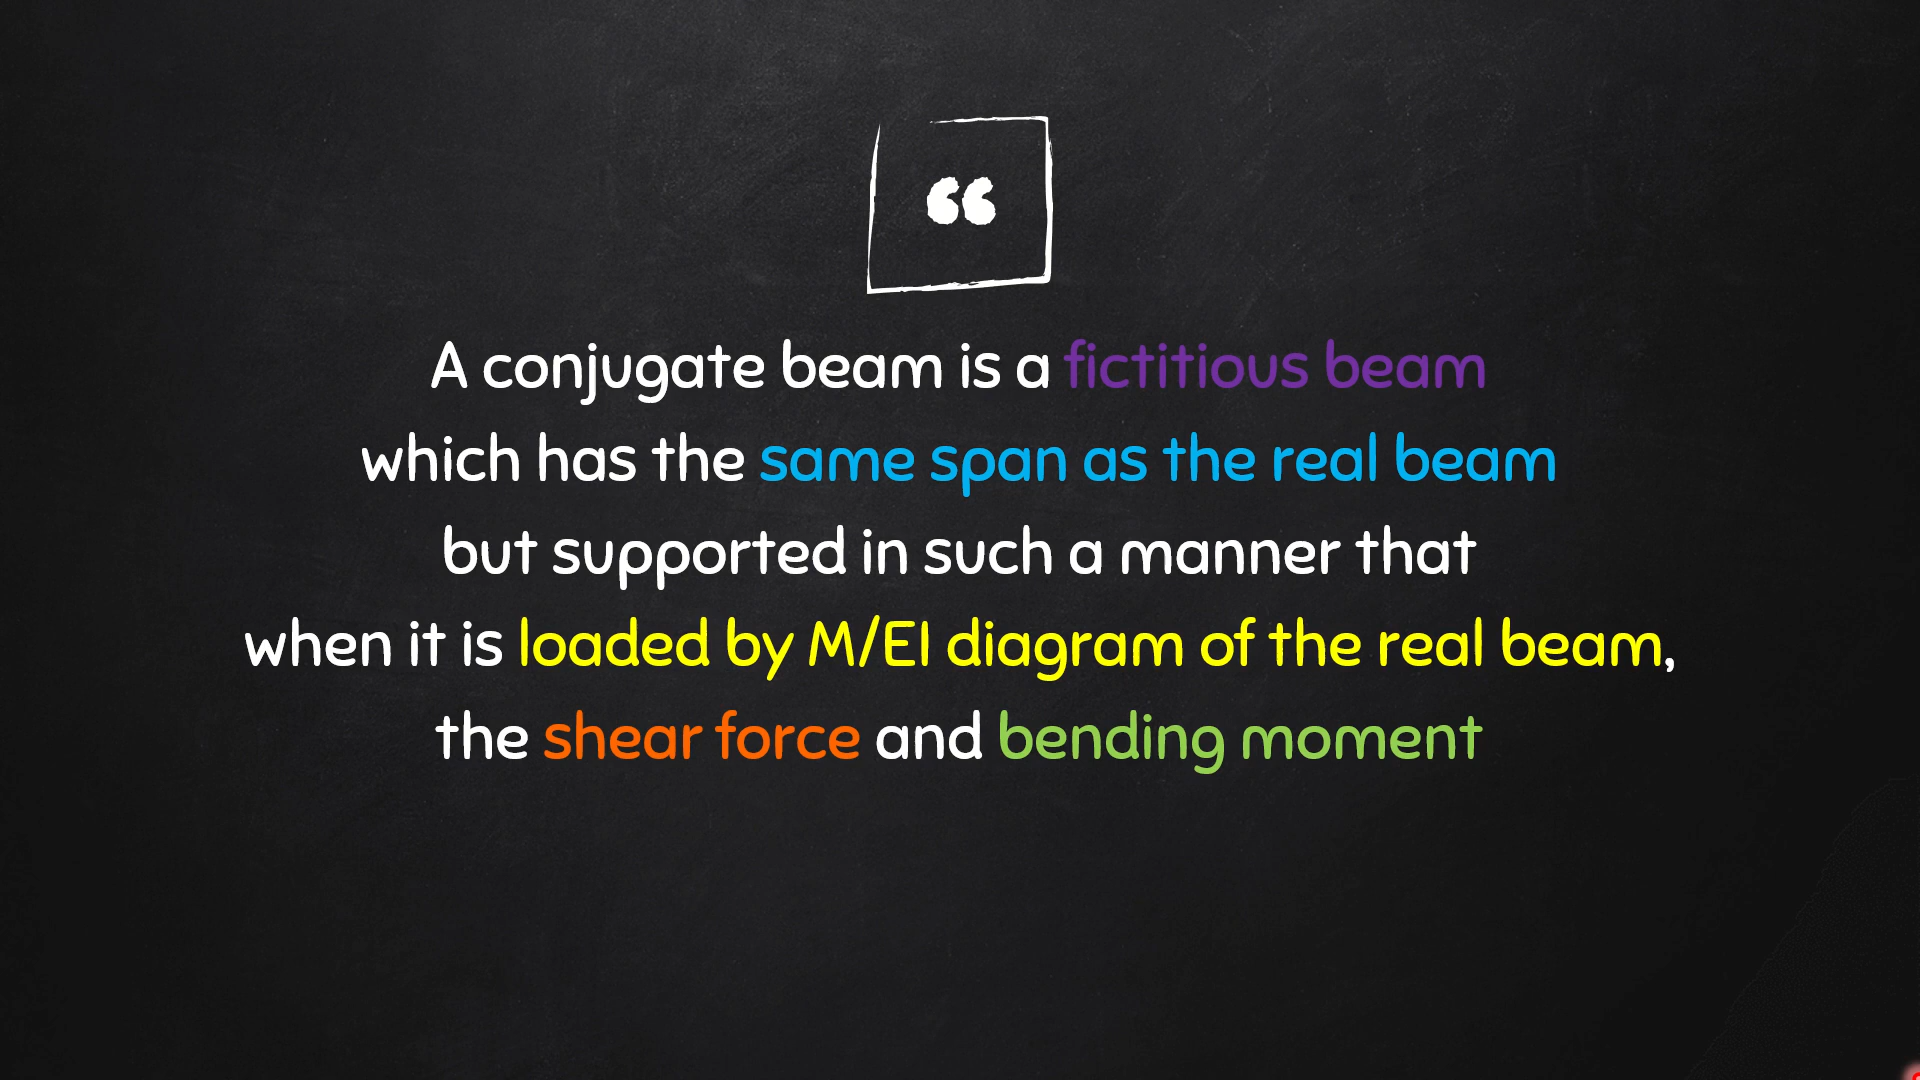 “
A conjugate beam is a fictitious beam
which has the same span as the real beam
but supported in such a manner that
when it is loaded by M/EI diagram of the real beam,
the shear force and bending moment